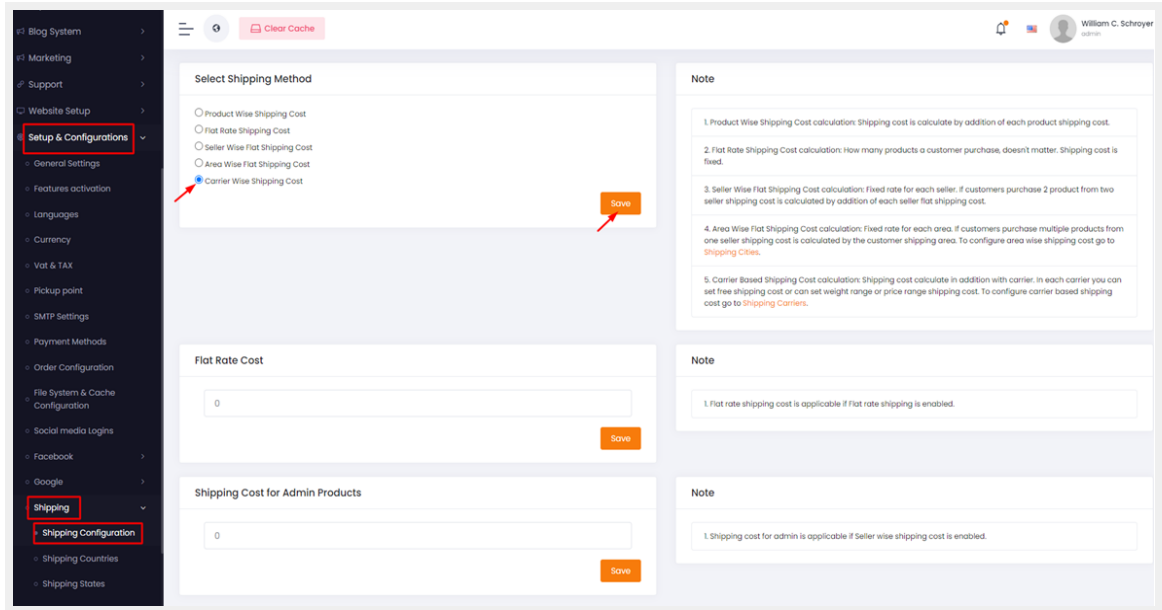 Blog System
Marketing
Support
Website Setup
Setup & Configurations
General Settings
Features activation
Languages
Currency
Vat & TAX
Pickup point
SMTP Settings
Payment Methods
Order Configuration
File System & Cache
Configuration
Social media Logins
Facebook
Google
Shipping
Shipping Configuration
Shipping Countries
Shipping States
Clear Cache
William C. Schroyer
admin
Select Shipping Method
Product Wise Shipping Cost
Flat Rate Shipping Cost
Seller Wise Flat Shipping Cost
Area Wise Flat Shipping Cost
Carrier Wise Shipping Cost
Save
Note
1. Product Wise Shipping Cost calculation: Shipping cost is calculate by addition of each product shipping cost.
2. Flat Rate Shipping Cost calculation: How many products a customer purchase, doesn't matter. Shipping cost is
fixed.
3. Seller Wise Flat Shipping Cost calculation: Fixed rate for each seller. If customers purchase 2 product from two
seller shipping cost is calculated by addition of each seller flat shipping cost.
4. Area Wise Flat Shipping Cost calculation: Fixed rate for each area. If customers purchase multiple products from
one seller shipping cost is calculated by the customer shipping area. To configure area wise shipping cost go to
Shipping Cities.
5. Carrier Based Shipping Cost calculation: Shipping cost calculate in addition with carrier. In each carrier you can
set free shipping cost or can set weight range or price range shipping cost. To configure carrier based shipping
cost go to Shipping Carriers.
Flat Rate Cost
0
Save
Note
1. Flat rate shipping cost is applicable if Flat rate shipping is enabled.
Shipping Cost for Admin Products
0
Save
Note
1. Shipping cost for admin is applicable if Seller wise shipping cost is enabled.